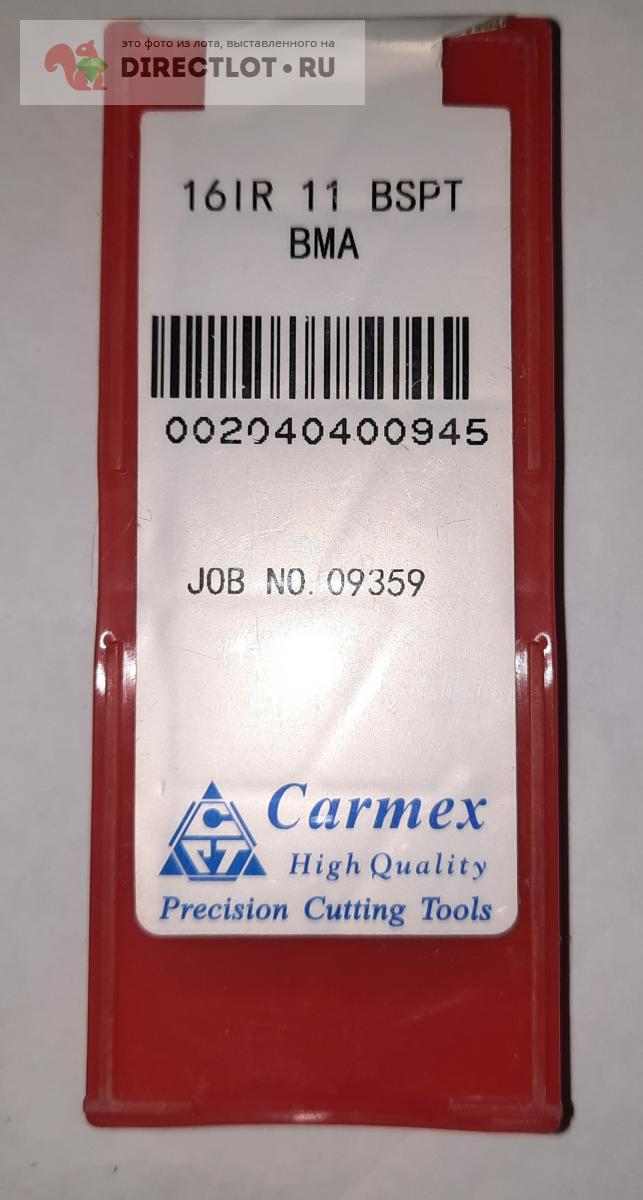 это фото из лота, выставленного на
DIRECTLOT.RU
16IR 11 BSPT
BMA
002040400945
JOB NO. 09359
Carmex
High Quality
Precision Cutting Tools